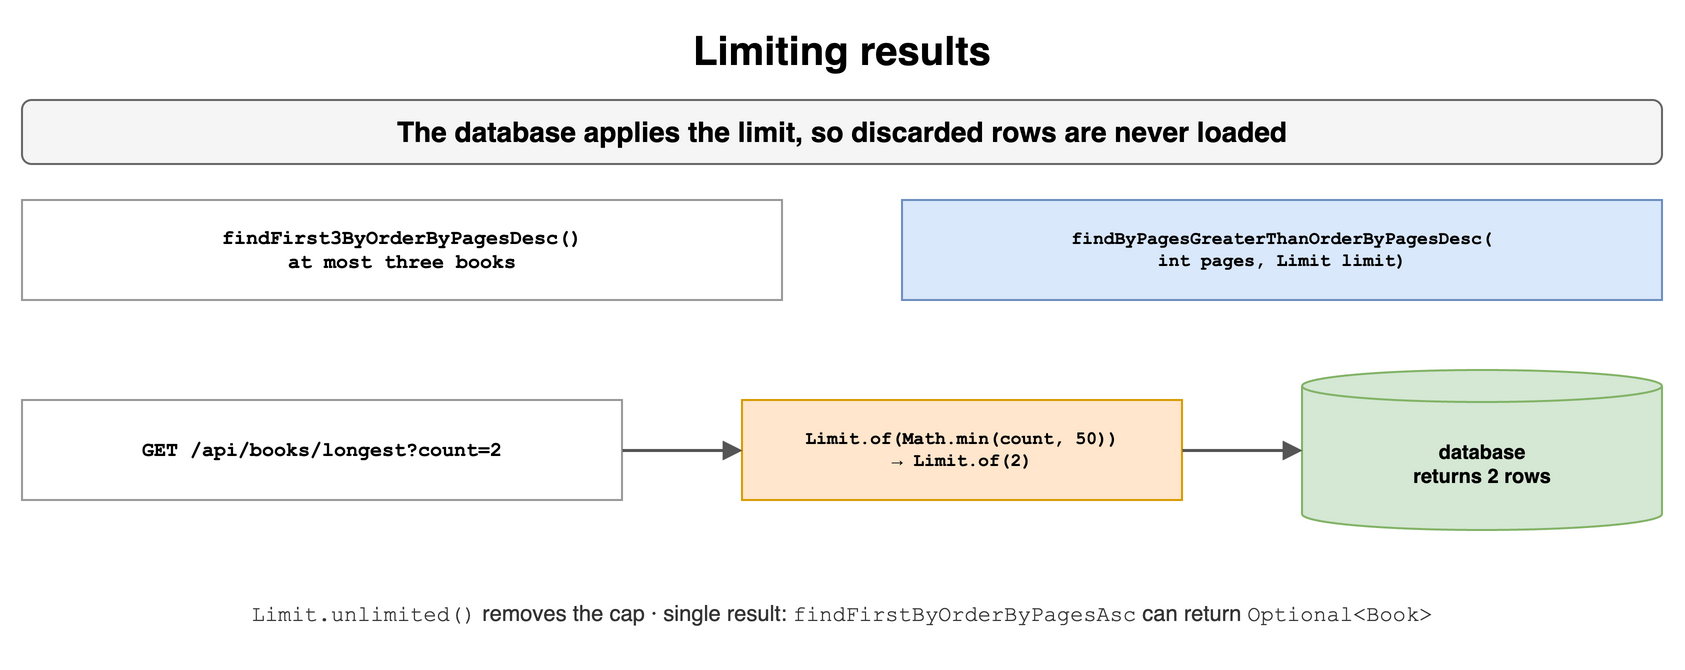 Limiting results
The database applies the limit, so discarded rows are never loaded
findFirst3ByOrderByPagesDesc()
at most three books
findByPagesGreaterThanOrderByPagesDesc(
int pages, Limit limit)
GET /api/books/longest?count=2
Limit.of(Math.min(count, 50))
→ Limit.of(2)
database
returns 2 rows
Limit.unlimited() removes the cap · single result: findFirstByOrderByPagesAsc can return Optional<Book>